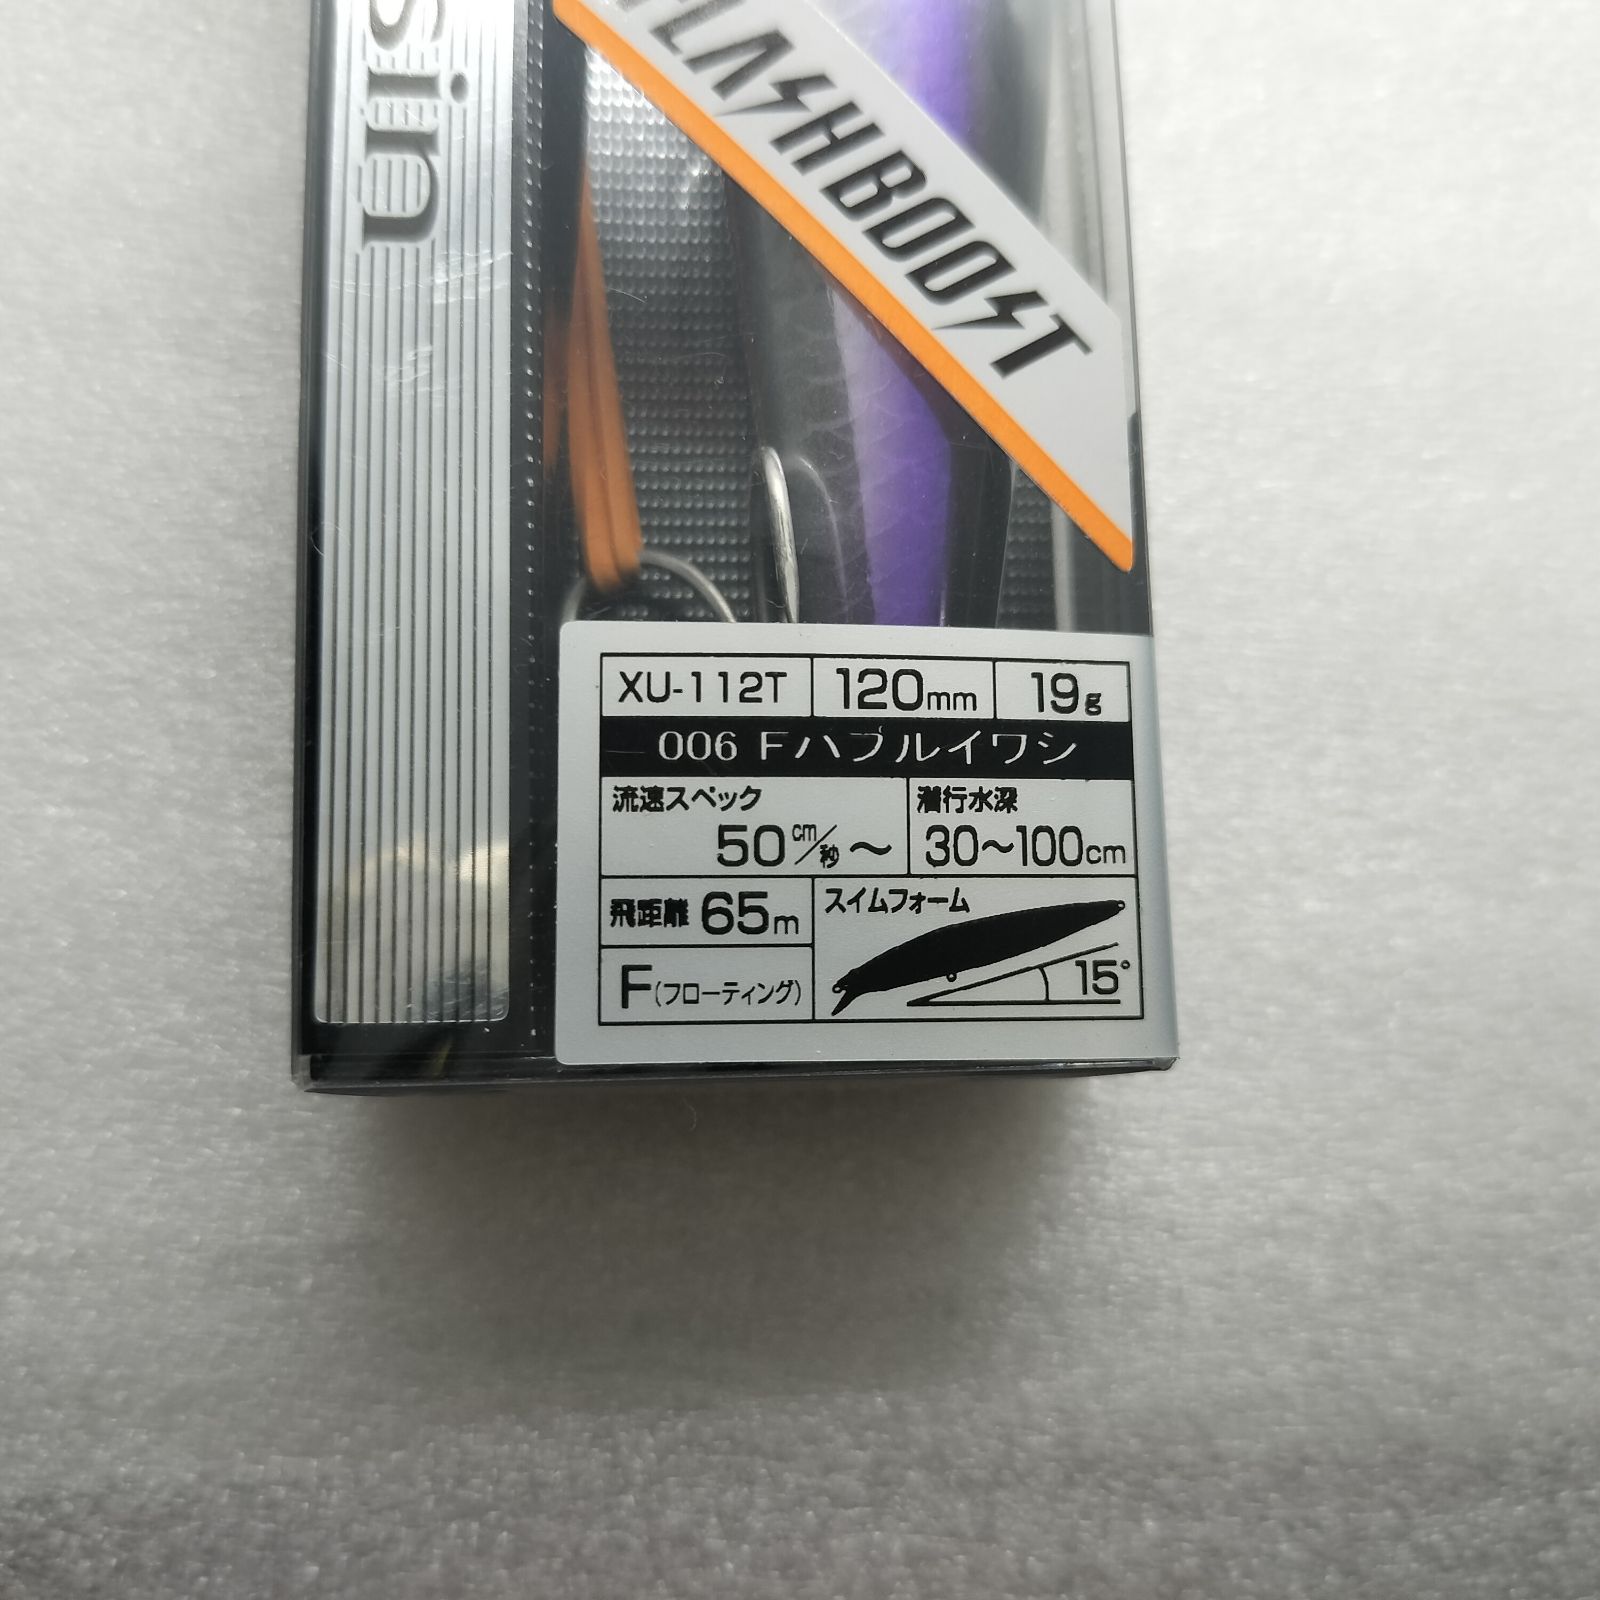 sin
FLASHBOOST
XU-112T 120mm 19g
006 Fハブルイワシ
流速スペック 潜行水深
50cm/秒～ 30～100cm
飛距離 65m スイムフォーム
F(フローティング) 15°